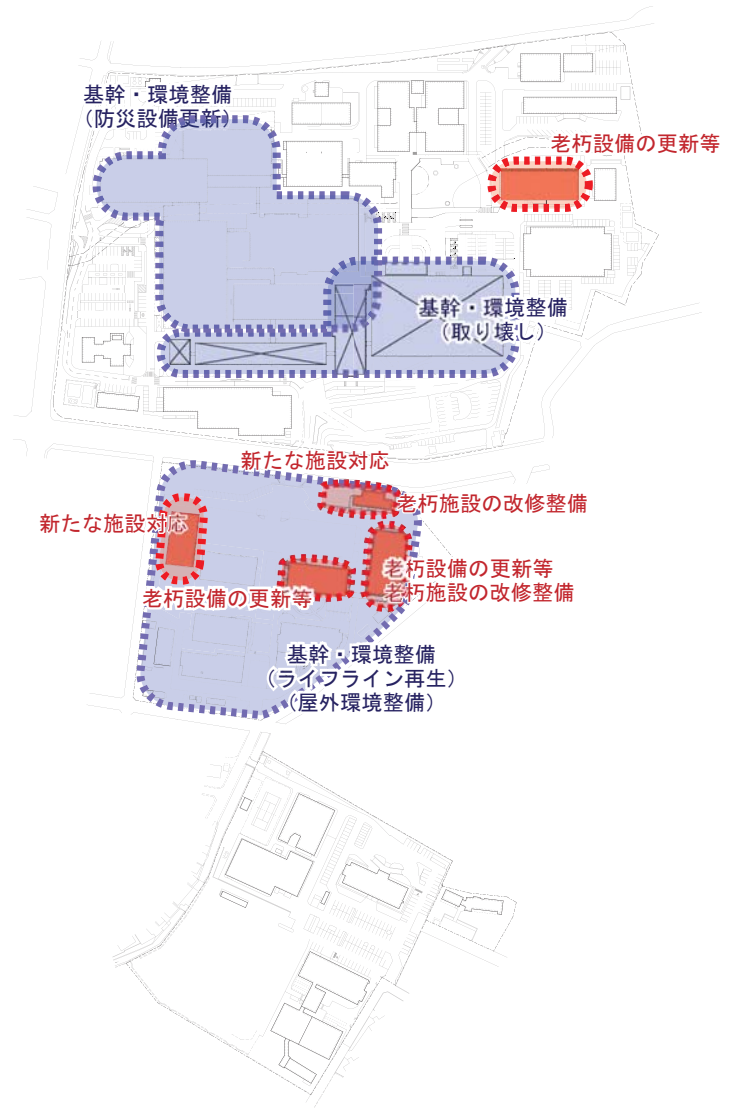 基幹・環境整備
（防災設備更新）
老朽設備の更新等
基幹・環境整備
（取り壊し）
新たな施設対応
老朽施設の改修整備
新たな施設対応
老朽設備の更新等
老朽施設の改修整備
老朽設備の更新等
基幹・環境整備
（ライフライン再生）
（屋外環境整備）